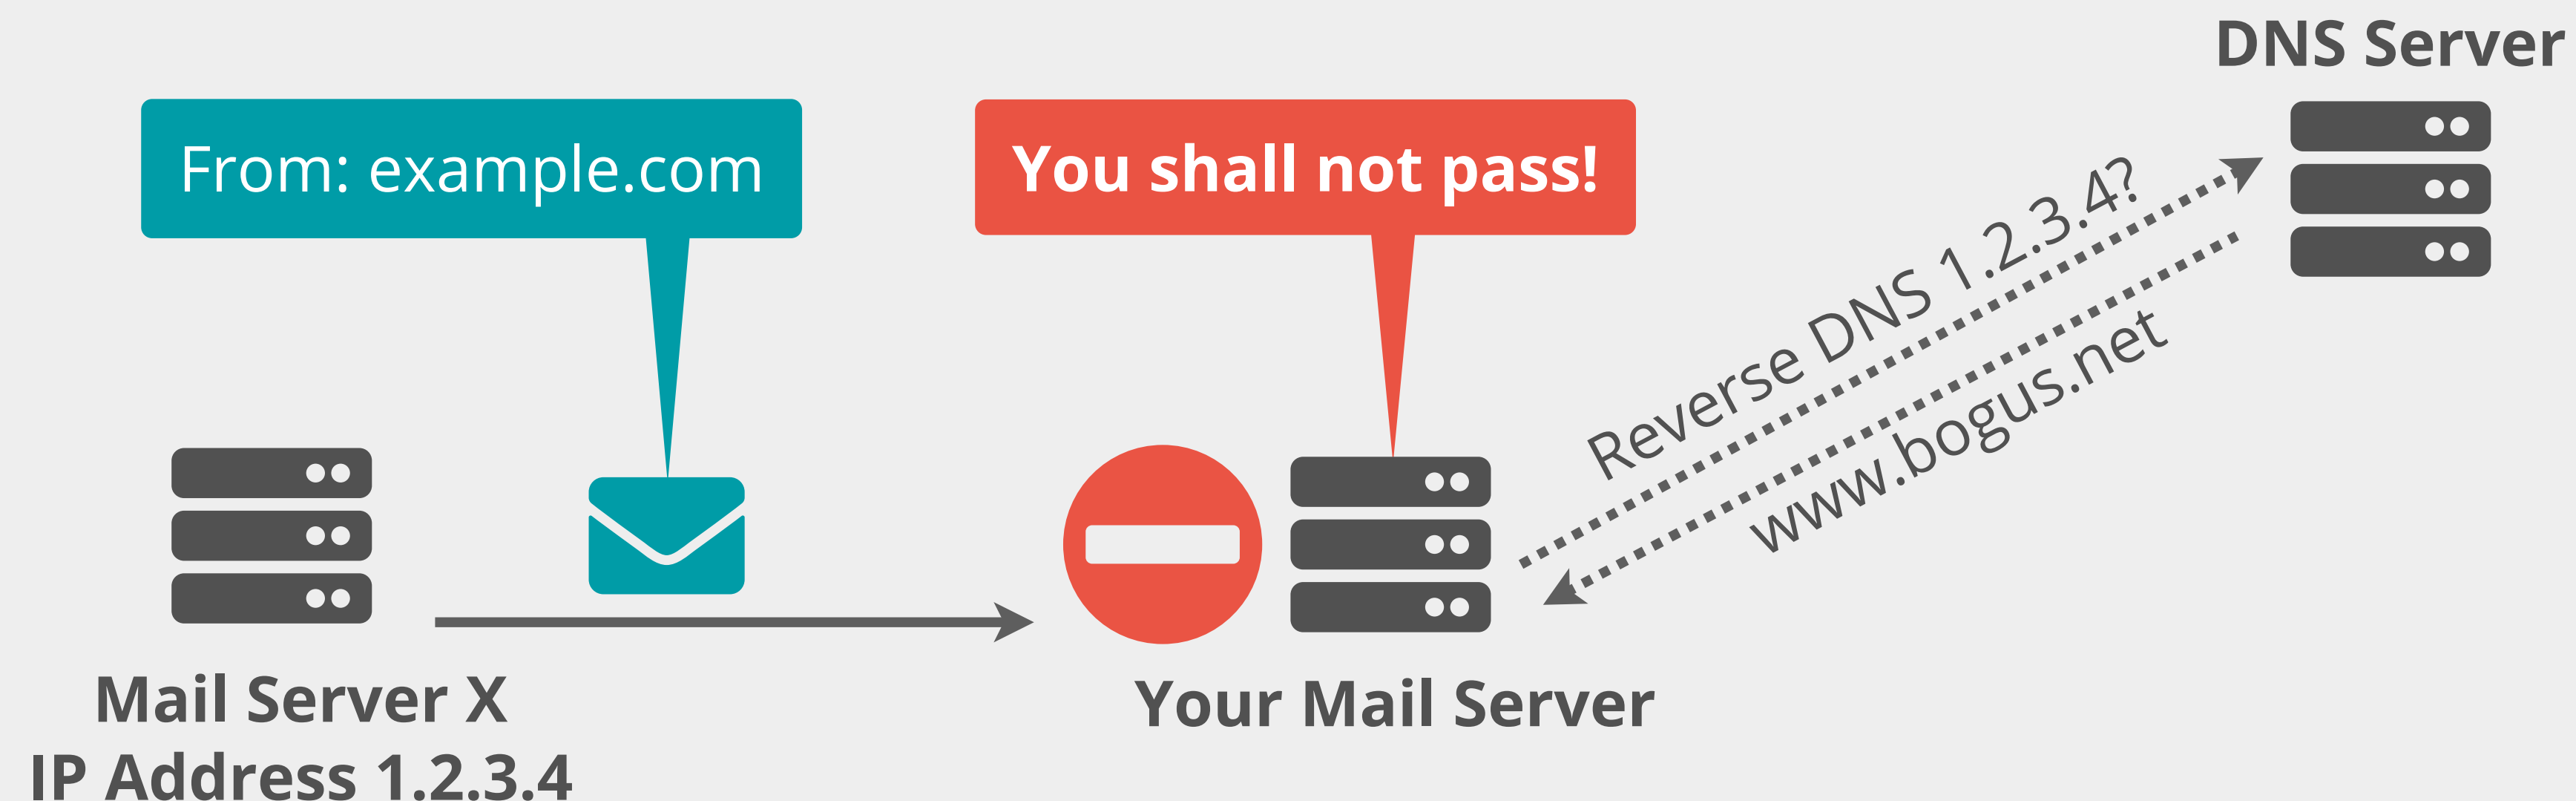 DNS Server
From: example.com
You shall not pass!
Reverse DNS 1.2.3.4?
www.bogus.net
Mail Server X
IP Address 1.2.3.4
Your Mail Server